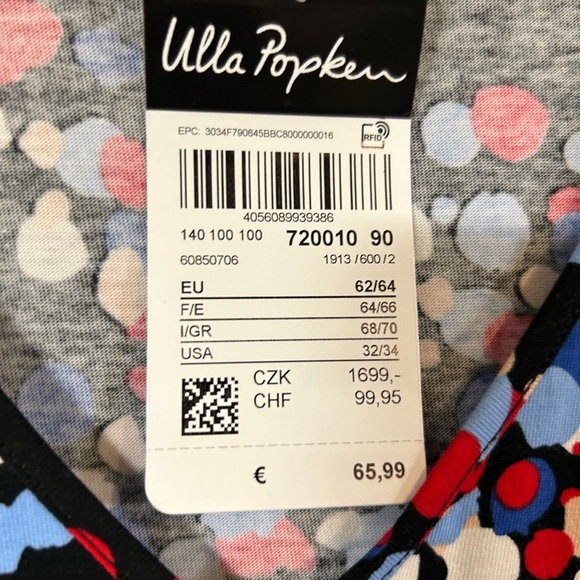 Ulla Popken
EPC: 3034F790645BBC8000000016
RFID
4056089939386
140 100 100 720010 90
60850706 1913 /600 /2
EU 62/64
F/E 64/66
I/GR 68/70
USA 32/34
CZK 1699,-
CHF 99,95
€ 65,99